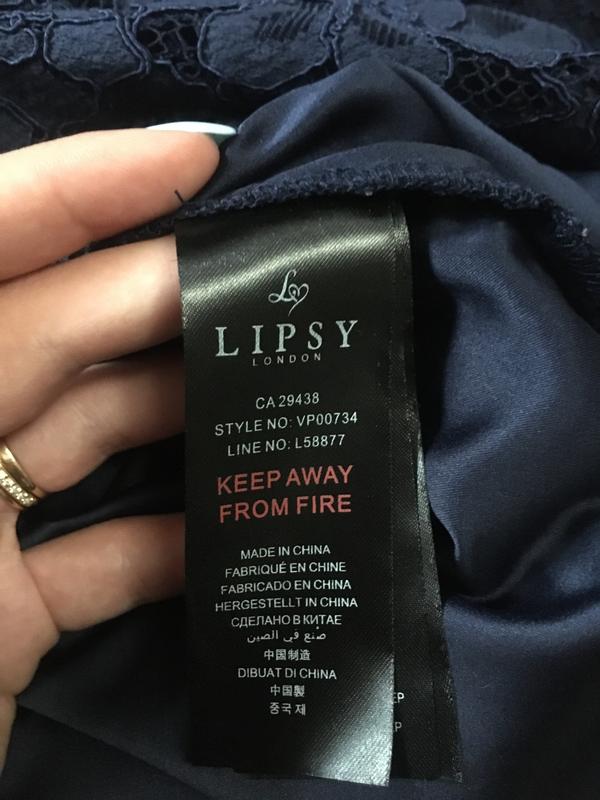 LIPSY
LONDON
CA 29438
STYLE NO: VP00734
LINE NO: L58877
KEEP AWAY
FROM FIRE
MADE IN CHINA
FABRIQUÉ EN CHINE
FABRICADO EN CHINA
HERGESTELLT IN CHINA
СДЕЛАНО В КИТАЕ
صنع في الصين
中国制造
DIBUAT DI CHINA
中国製
중국 제